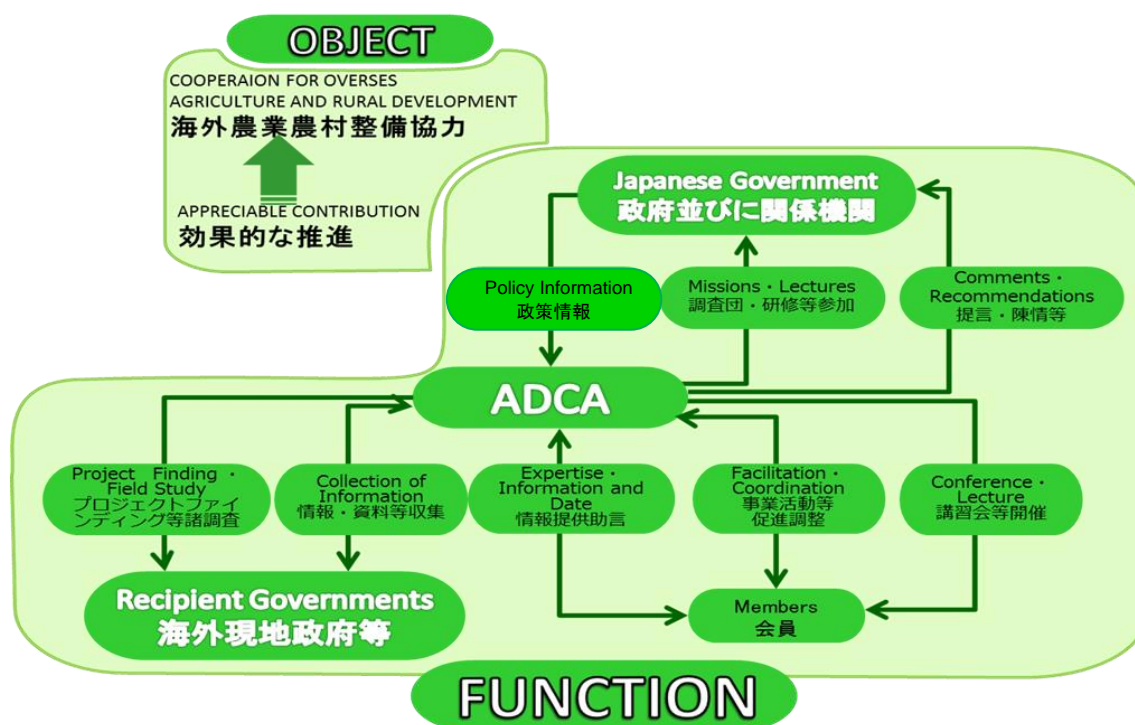 OBJECT
COOPERAION FOR OVERSES
AGRICULTURE AND RURAL DEVELOPMENT
海外農業農村整備協力
APPRECIABLE CONTRIBUTION
効果的な推進
Japanese Government
政府並びに関係機関
Policy Information
政策情報
Missions・Lectures
調査団・研修等参加
Comments・
Recommendations
提言・陳情等
ADCA
Project Finding・
Field Study
プロジェクトファイ
ンディング等諸調査
Collection of
Information
情報・資料等収集
Expertise・
Information and
Date
情報提供助言
Facilitation・
Coordination
事業活動等
促進調整
Conference・
Lecture
講習会等開催
Recipient Governments
海外現地政府等
Members
会員
FUNCTION